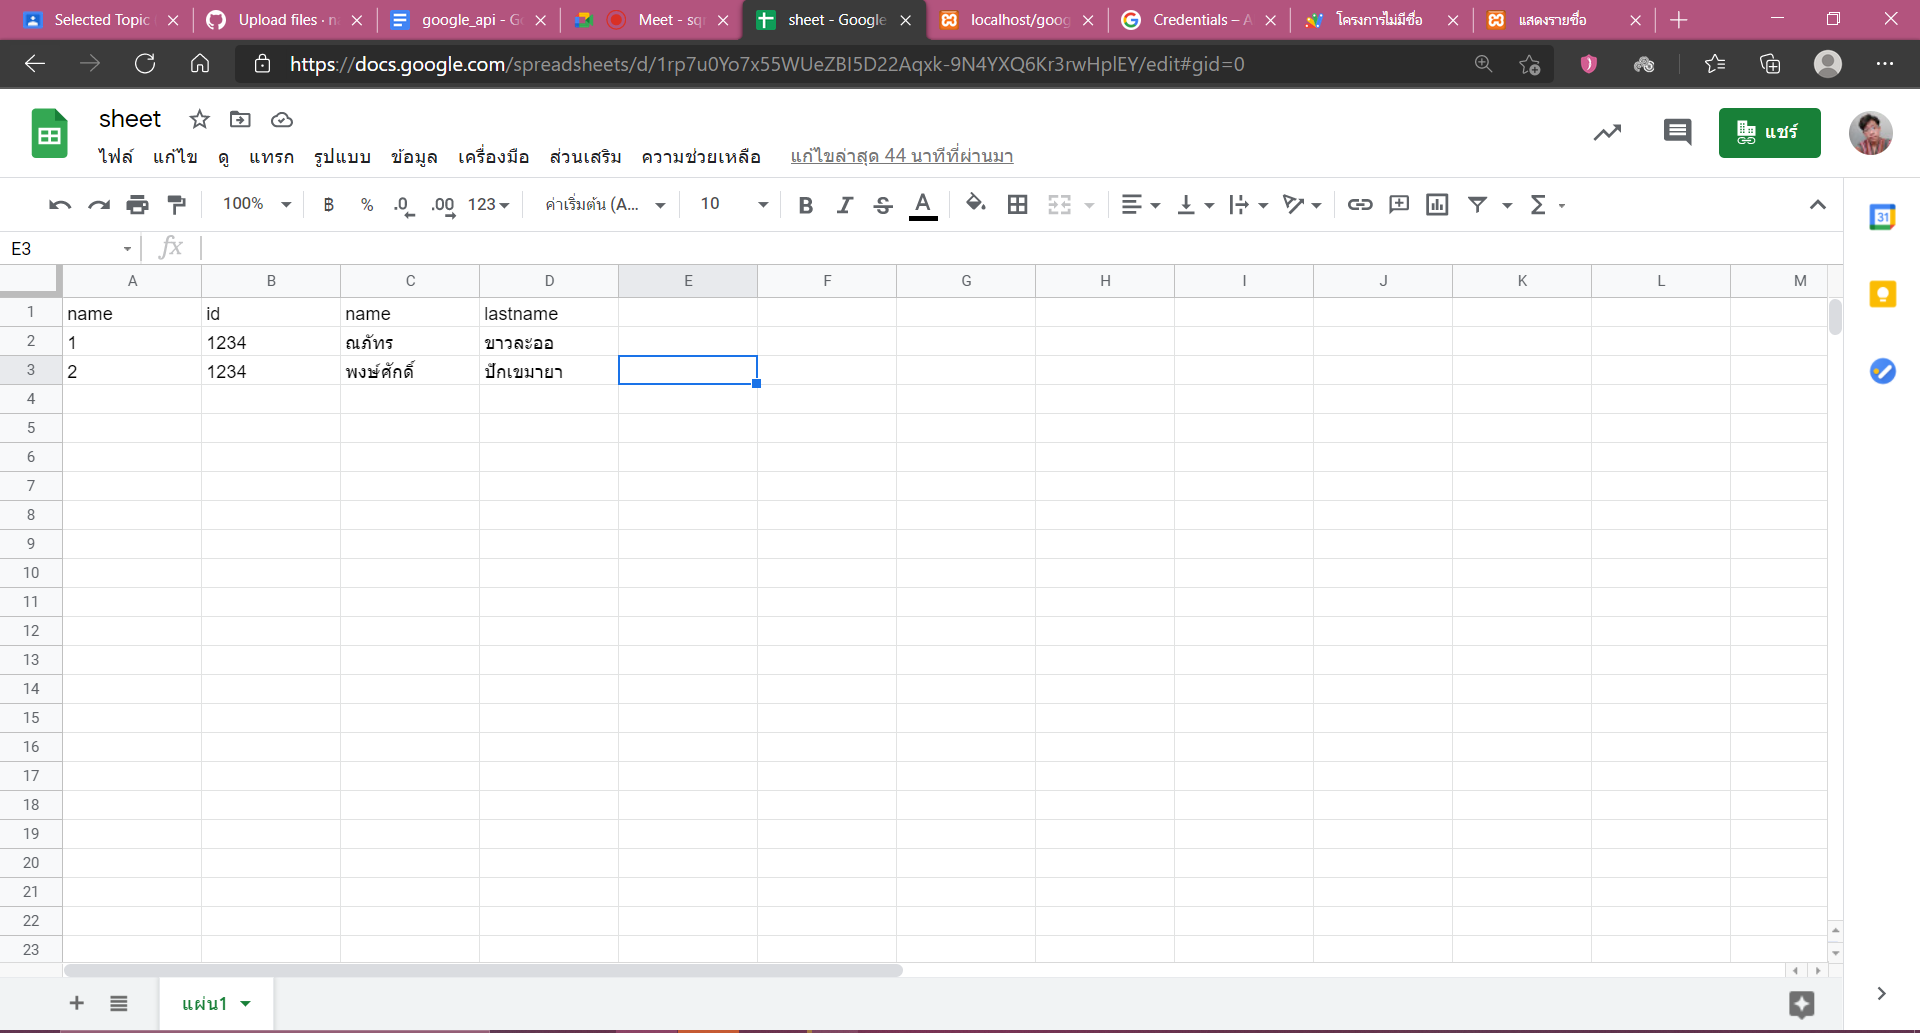 Selected Topic
Upload files · n
google_api - Go
Meet - sq
sheet - Google
localhost/goog
Credentials – A
โครงการไม่มีชื่อ
แสดงรายชื่อ
https://docs.google.com/spreadsheets/d/1rp7u0Yo7x55WUeZBI5D22Aqxk-9N4YXQ6Kr3rwHplEY/edit#gid=0
sheet
ไฟล์ แก้ไข ดู แทรก รูปแบบ ข้อมูล เครื่องมือ ส่วนเสริม ความช่วยเหลือ แก้ไขล่าสุด 44 นาทีที่ผ่านมา
แชร์
100% ฿ % .0 .00 123 ค่าเริ่มต้น (A... 10 B I S A Σ
31
E3 fx
A B C D E F G H I J K L M
1 name id name lastname
2 1 1234 ณภัทร ขาวละออ
3 2 1234 พงษ์ศักดิ์ ปักเขมายา
4
5
6
7
8
9
10
11
12
13
14
15
16
17
18
19
20
21
22
23
แผ่น1